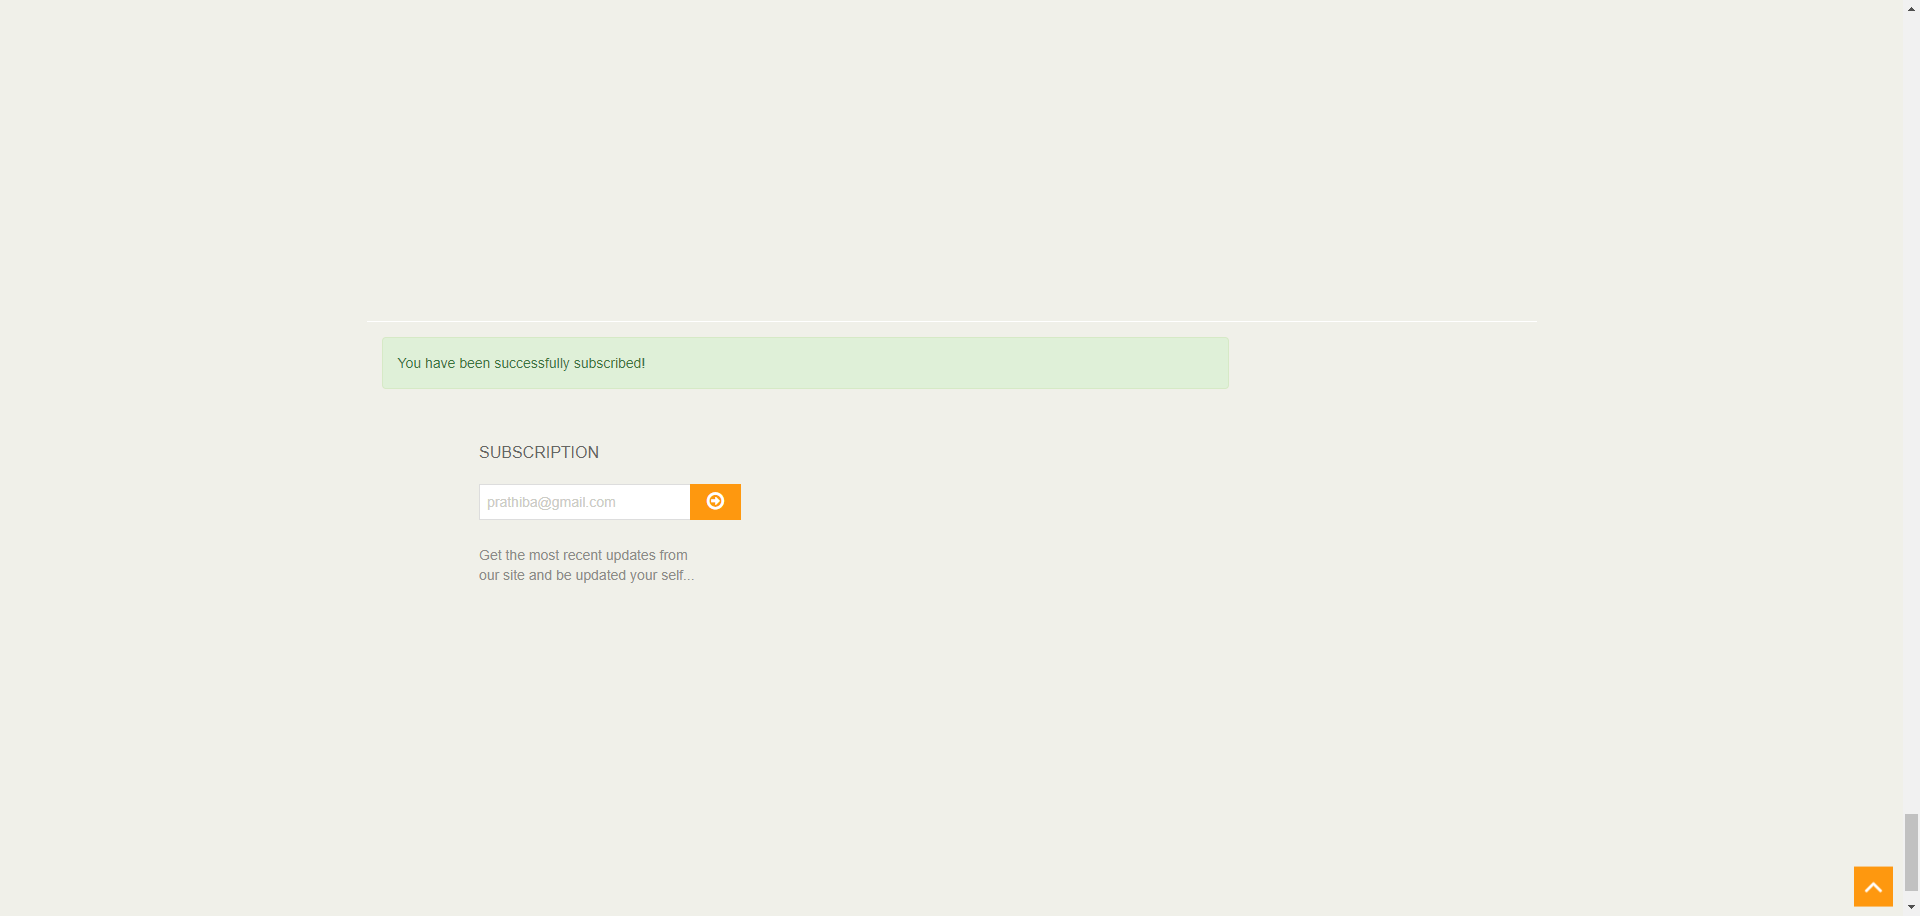 You have been successfully subscribed!
SUBSCRIPTION
prathiba@gmail.com
Get the most recent updates from
our site and be updated your self...